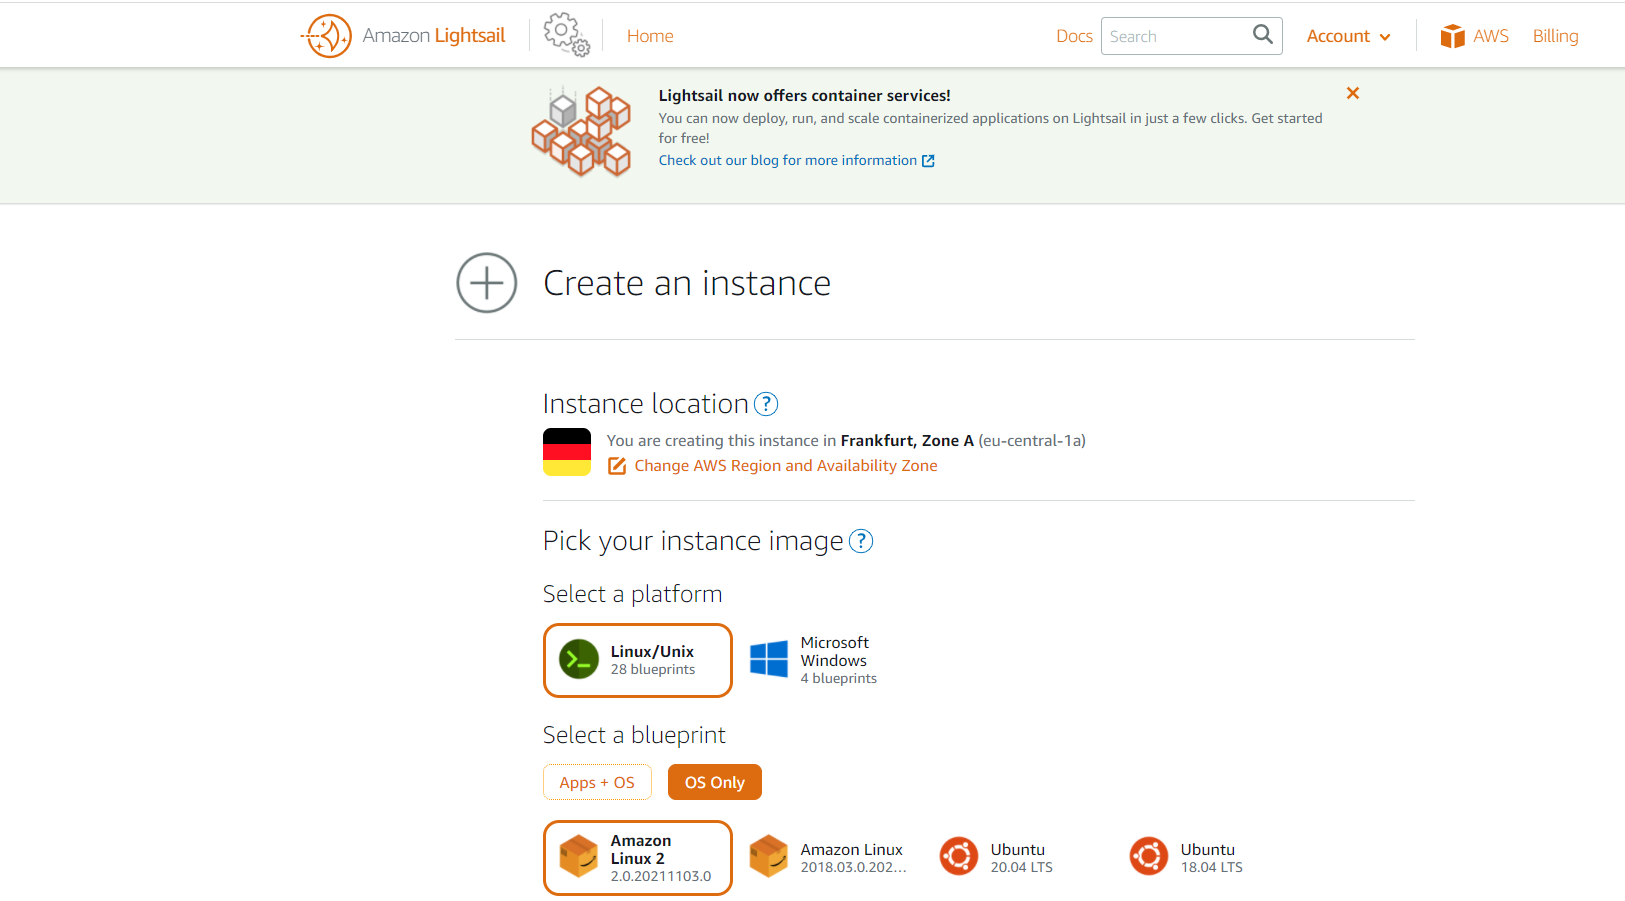 Amazon Lightsail
Home
Docs
Search
Account
AWS
Billing
Lightsail now offers container services!
You can now deploy, run, and scale containerized applications on Lightsail in just a few clicks. Get started
for free!
Check out our blog for more information
Create an instance
Instance location ?
You are creating this instance in Frankfurt, Zone A (eu-central-1a)
Change AWS Region and Availability Zone
Pick your instance image ?
Select a platform
Linux/Unix
28 blueprints
Microsoft
Windows
4 blueprints
Select a blueprint
Apps + OS
OS Only
Amazon
Linux 2
2.0.20211103.0
Amazon Linux
2018.03.0.202...
Ubuntu
20.04 LTS
Ubuntu
18.04 LTS